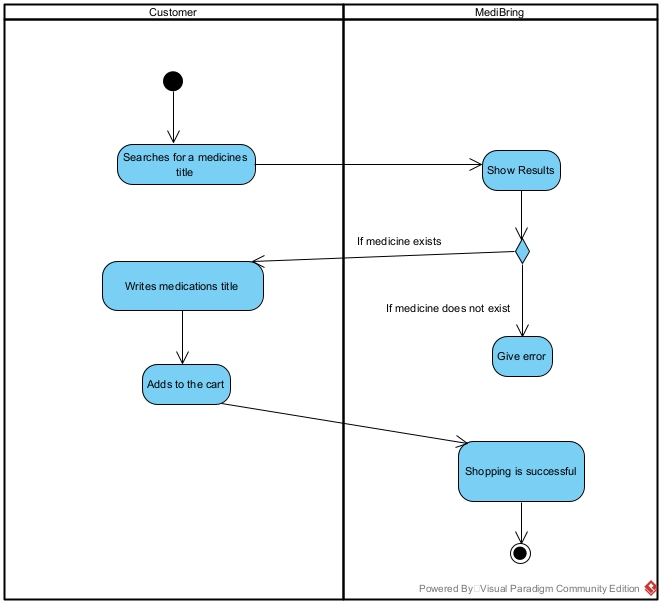 Customer
MediBring
Searches for a medicines
title
Show Results
If medicine exists
Writes medications title
If medicine does not exist
Give error
Adds to the cart
Shopping is successful
Powered By□Visual Paradigm Community Edition